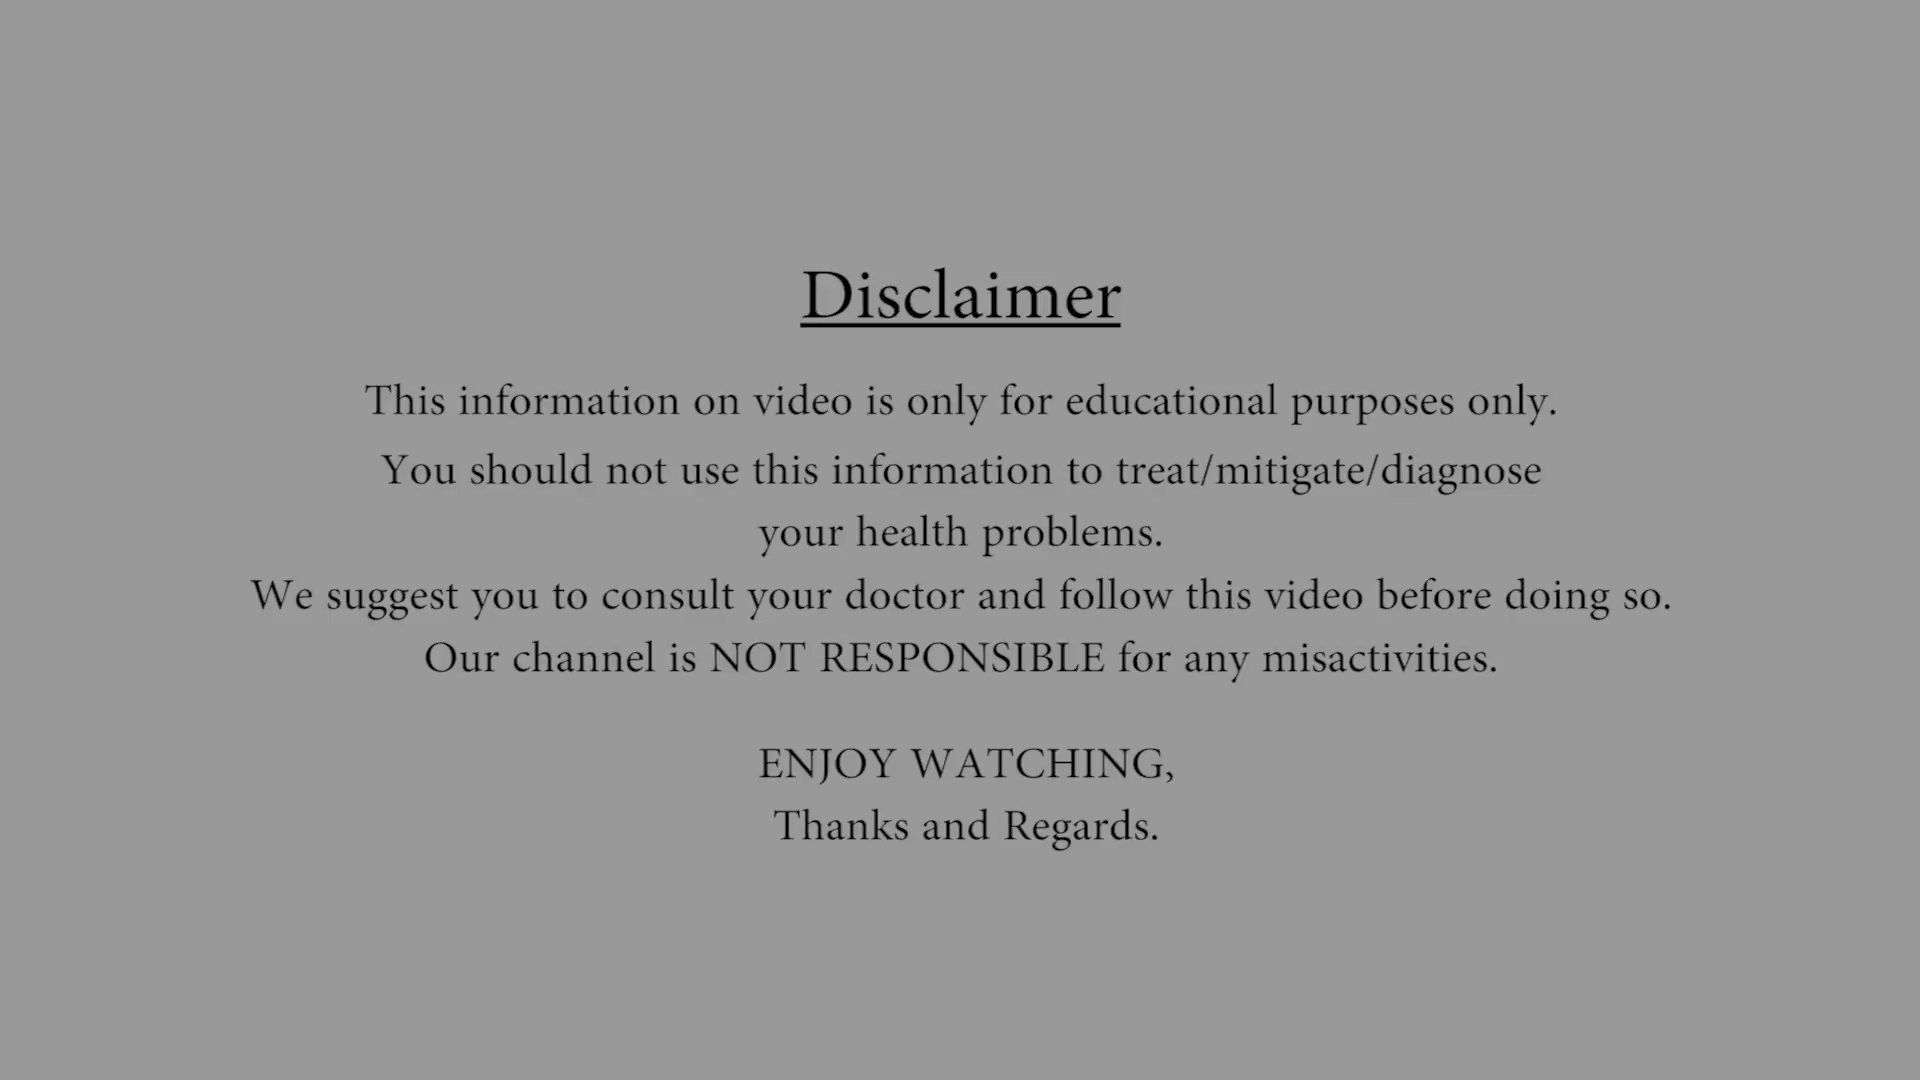 Disclaimer
This information on video is only for educational purposes only.
You should not use this information to treat/mitigate/diagnose
your health problems.
We suggest you to consult your doctor and follow this video before doing so.
Our channel is NOT RESPONSIBLE for any misactivities.
ENJOY WATCHING,
Thanks and Regards.